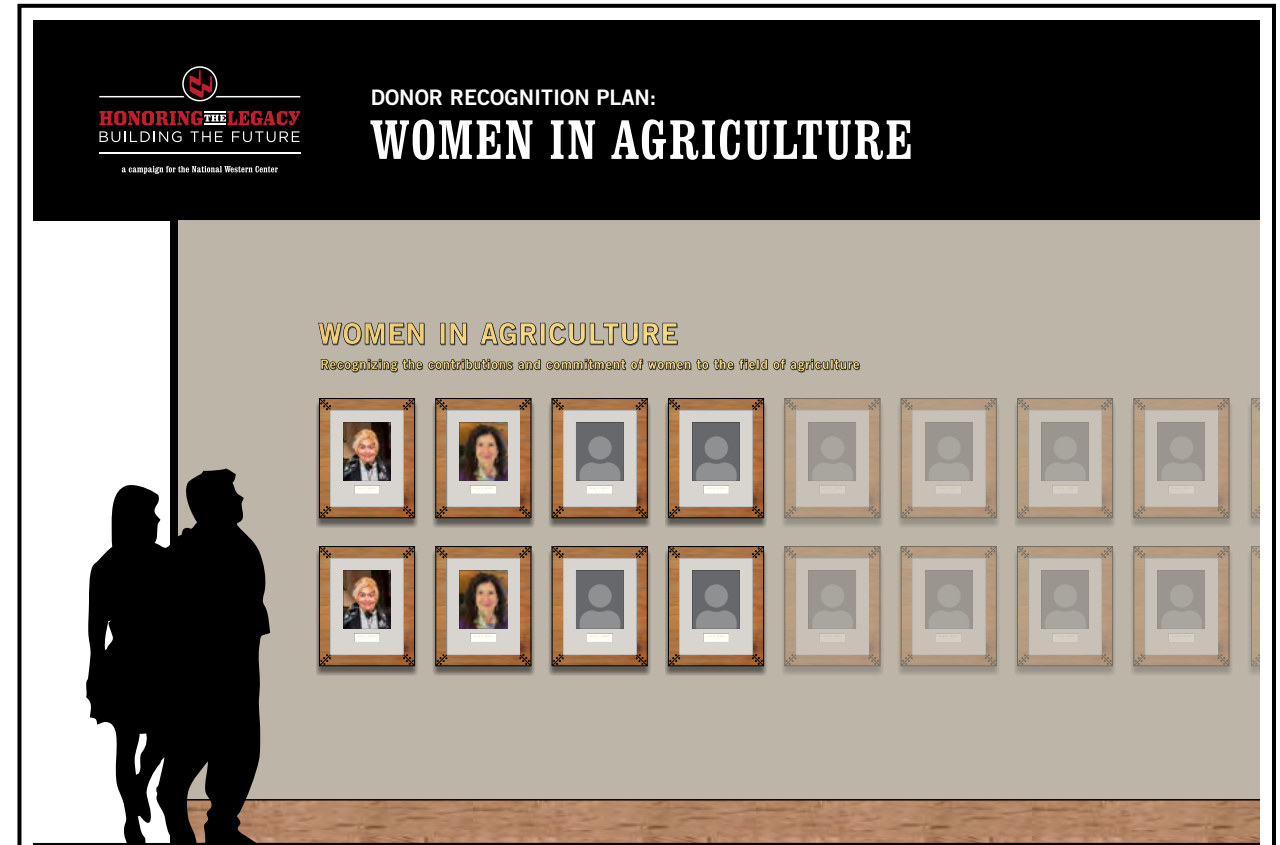 HONORING THE LEGACY
BUILDING THE FUTURE
a campaign for the National Western Center
DONOR RECOGNITION PLAN:
WOMEN IN AGRICULTURE
WOMEN IN AGRICULTURE
Recognizing the contributions and commitment of women to the field of agriculture